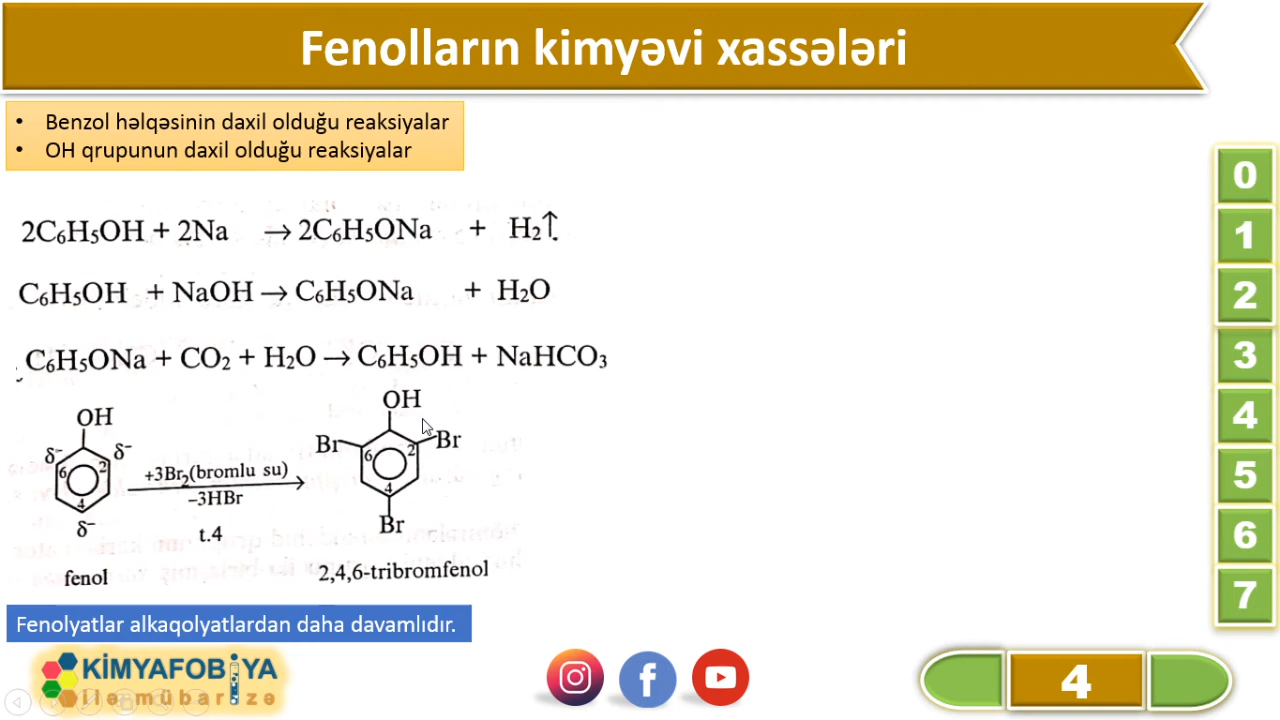 Fenolların kimyəvi xassələri
• Benzol həlqəsinin daxil olduğu reaksiyalar
• OH qrupunun daxil olduğu reaksiyalar
2C₆H₅OH + 2Na → 2C₆H₅ONa + H₂↑
C₆H₅OH + NaOH → C₆H₅ONa + H₂O
C₆H₅ONa + CO₂ + H₂O → C₆H₅OH + NaHCO₃
OH
δ⁻ δ⁻
6 2
4
δ⁻
fenol
+3Br₂(bromlu su)
–3HBr
t.4
OH
Br Br
6 2
4
Br
2,4,6-tribromfenol
Fenolyatlar alkaqolyatlardan daha davamlıdır.
KİMYAFOBİYA
ilə mübarizə
4
0
1
2
3
4
5
6
7